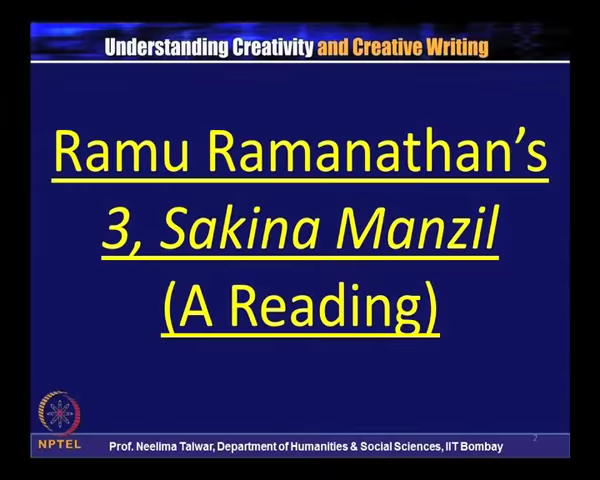 Understanding Creativity and Creative Writing
Ramu Ramanathan's
3, Sakina Manzil
(A Reading)
NPTEL
Prof. Neelima Talwar, Department of Humanities & Social Sciences, IIT Bombay
2